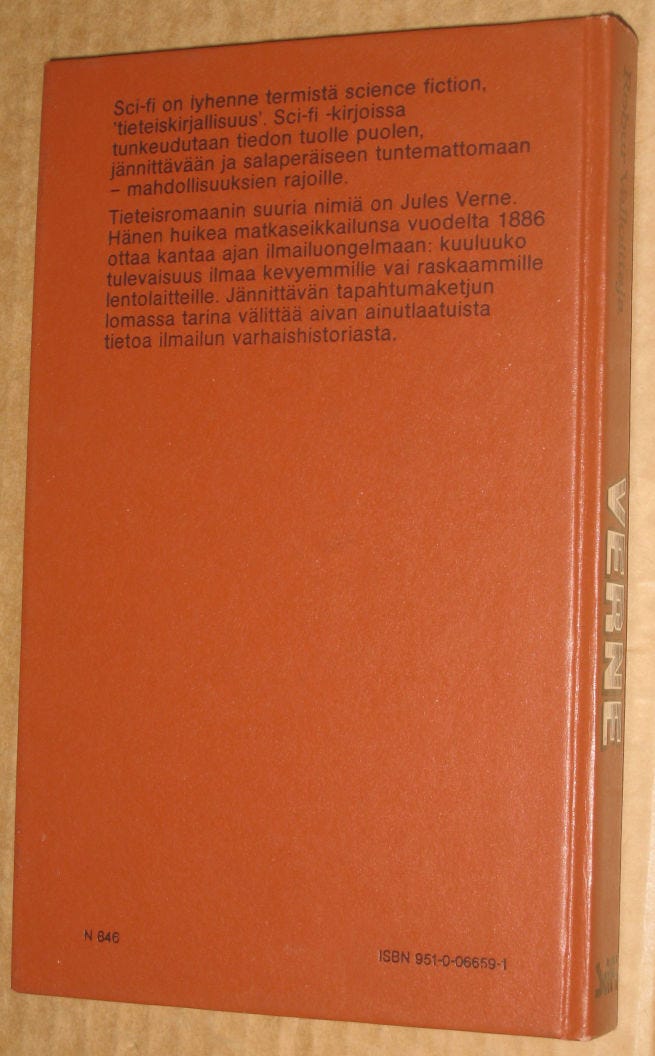 Sci-fi on lyhenne termistä science fiction,
'tieteiskirjallisuus'. Sci-fi -kirjoissa
tunkeudutaan tiedon tuolle puolen,
jännittävään ja salaperäiseen tuntemattomaan
– mahdollisuuksien rajoille.
Tieteisromaanin suuria nimiä on Jules Verne.
Hänen huikea matkaseikkailunsa vuodelta 1886
ottaa kantaa ajan ilmailuongelmaan: kuuluuko
tulevaisuus ilmaa kevyemmille vai raskaammille
lentolaitteille. Jännittävän tapahtumaketjun
lomassa tarina välittää aivan ainutlaatuista
tietoa ilmailun varhaishistoriasta.
N 846
ISBN 951-0-06659-1
Robur Valloittaja
VERNE